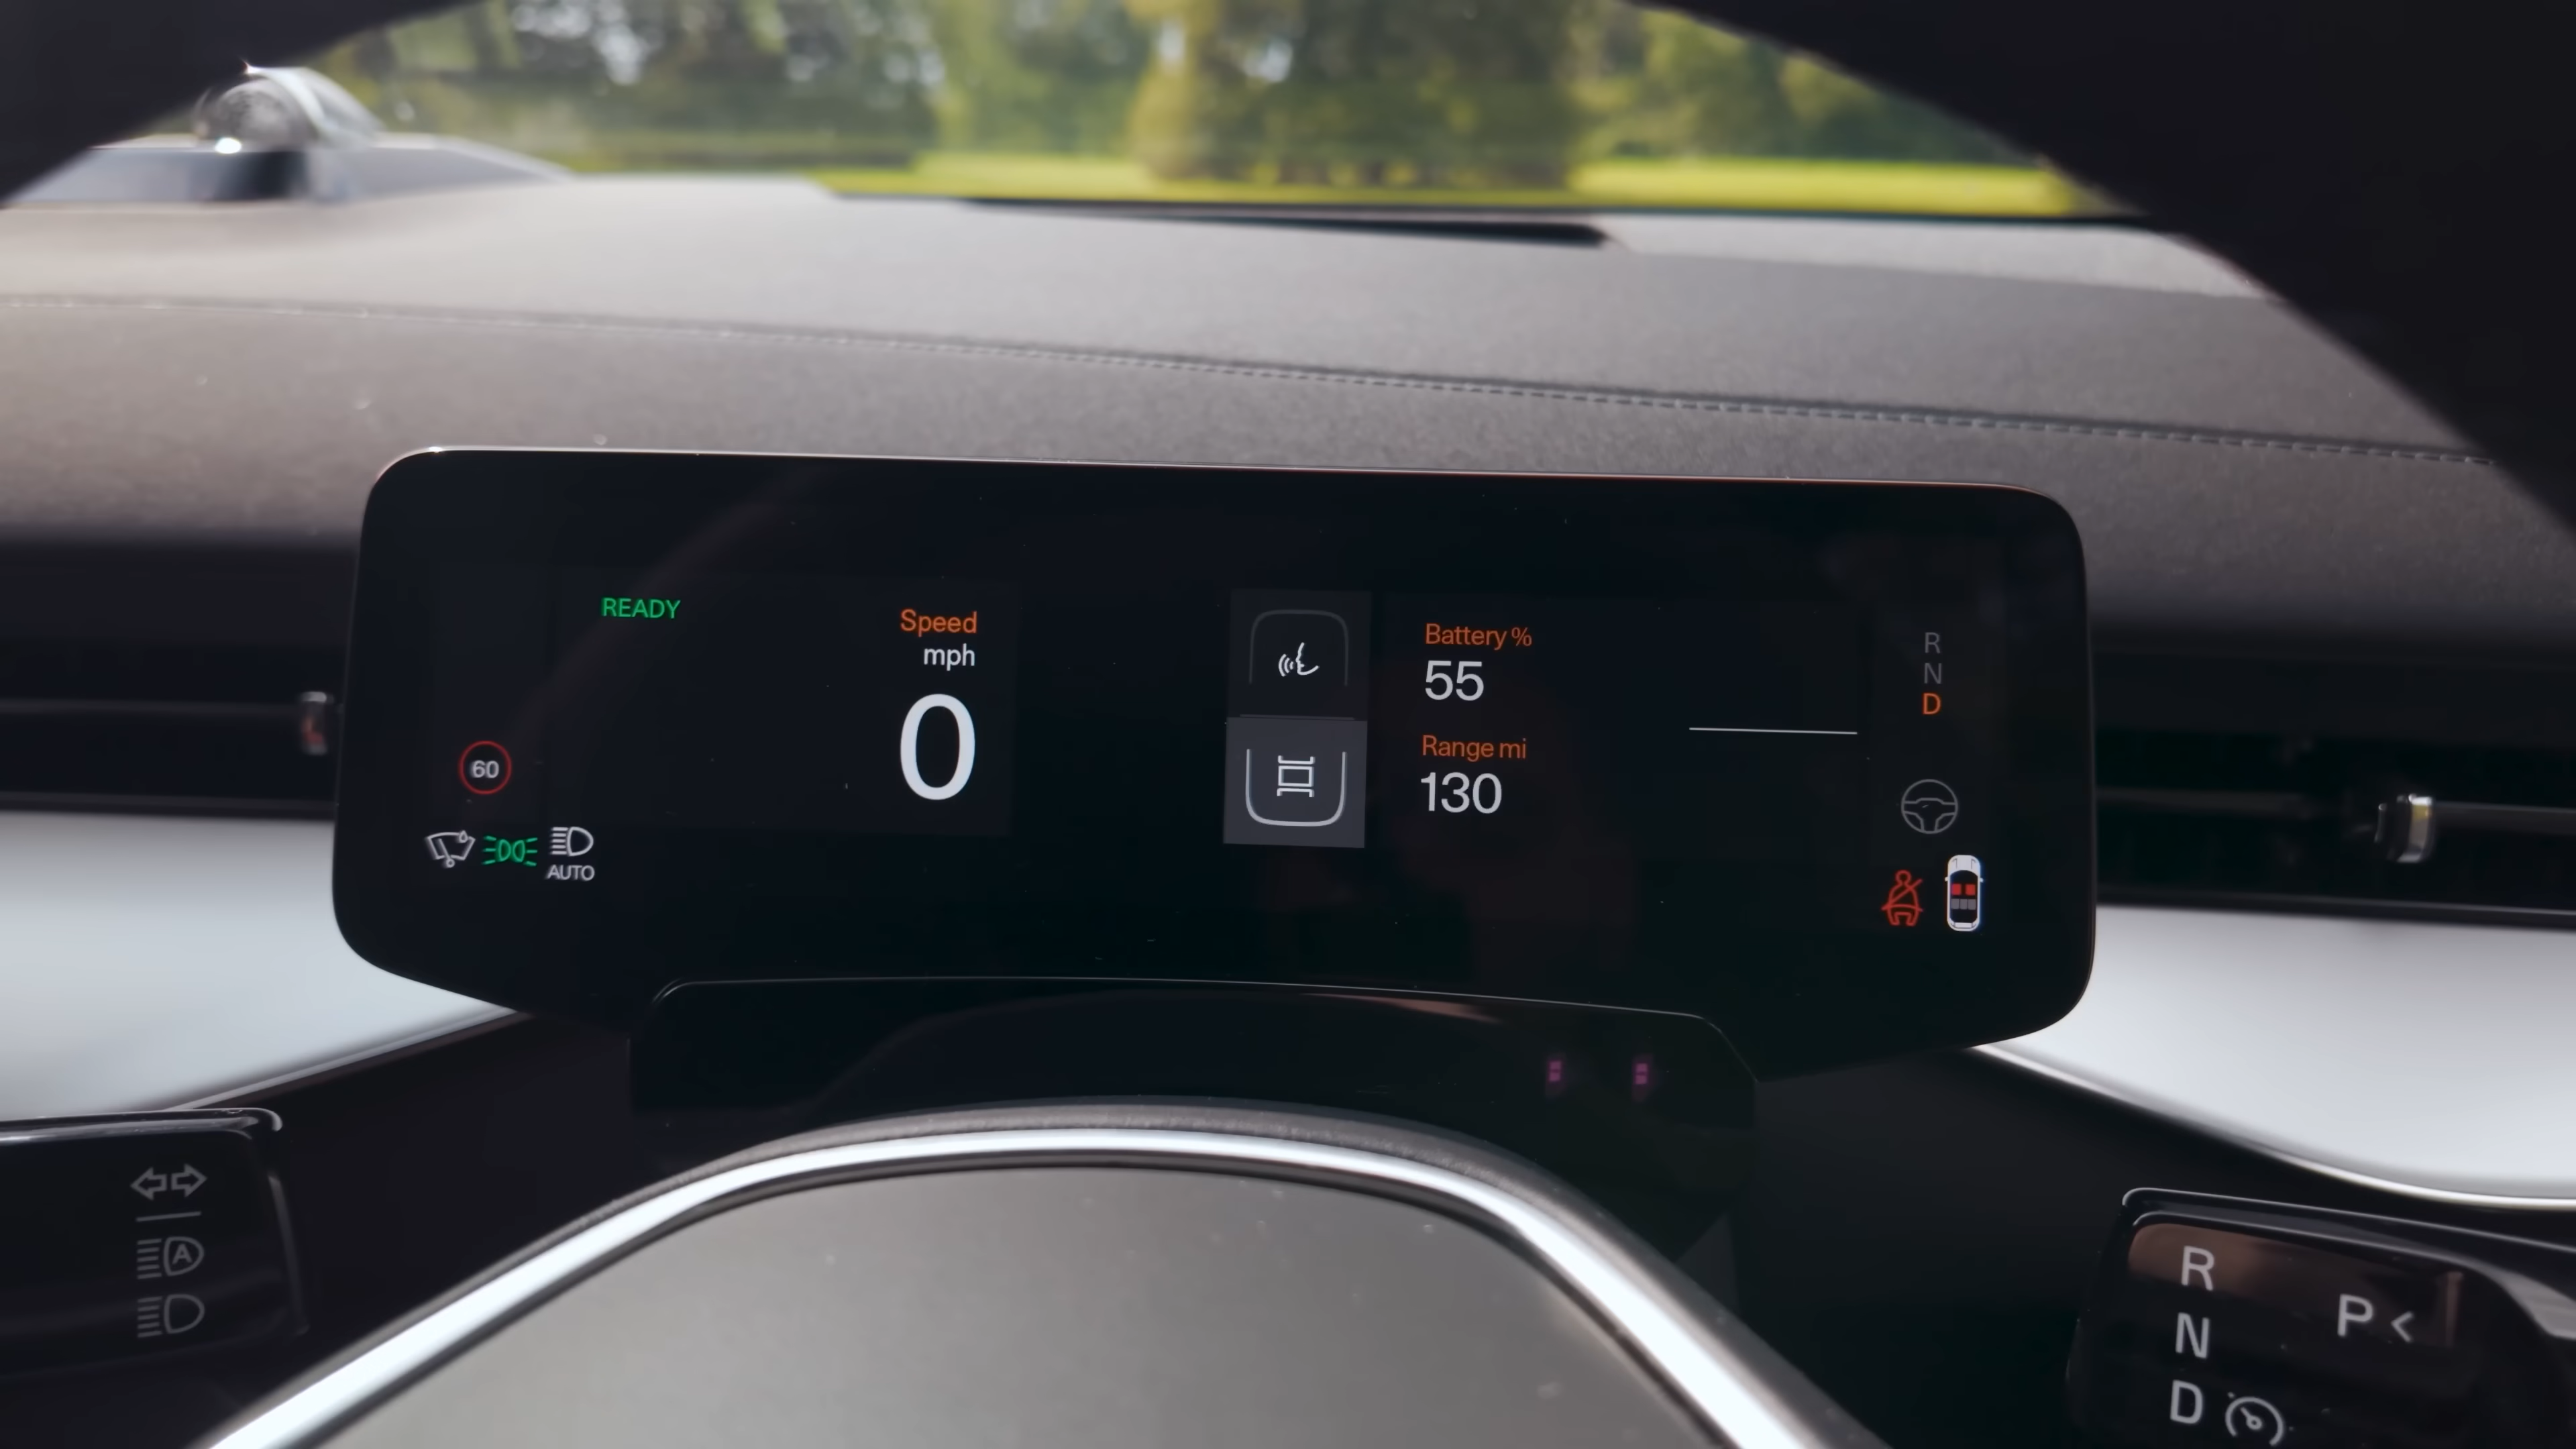 READY
Speed
mph
0
60
AUTO
Battery %
55
Range mi
130
R
N
D
A
R
N
D
P <